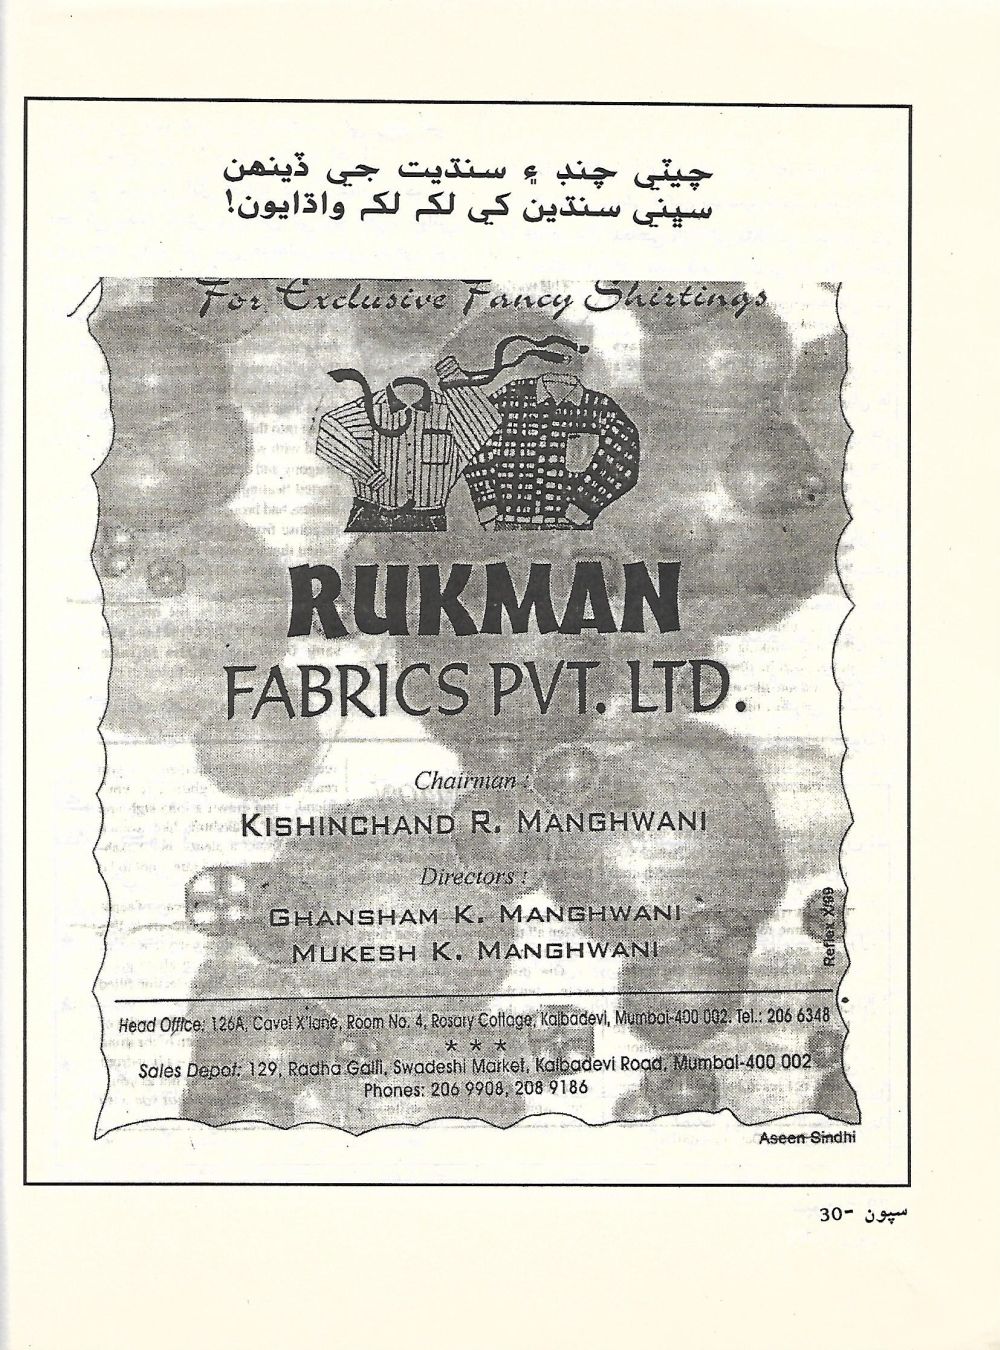 چيٽي چنڊ ۽ سنڌيت جي ڏينهن
سڀني سنڌين کي لک لک واڌايون!
For Exclusive Fancy Shirtings
RUKMAN
FABRICS PVT. LTD.
Chairman :
KISHINCHAND R. MANGHWANI
Directors :
GHANSHAM K. MANGHWANI
MUKESH K. MANGHWANI
Reflex X/99
Head Office: 126A, Cavel X'lane, Room No. 4, Rosary Cottage, Kalbadevi, Mumbai-400 002. Tel.: 206 6348
* * *
Sales Depot: 129, Radha Galli, Swadeshi Market, Kalbadevi Road, Mumbai-400 002
Phones: 206 9908, 208 9186
Aseen Sindhi
سپون -30